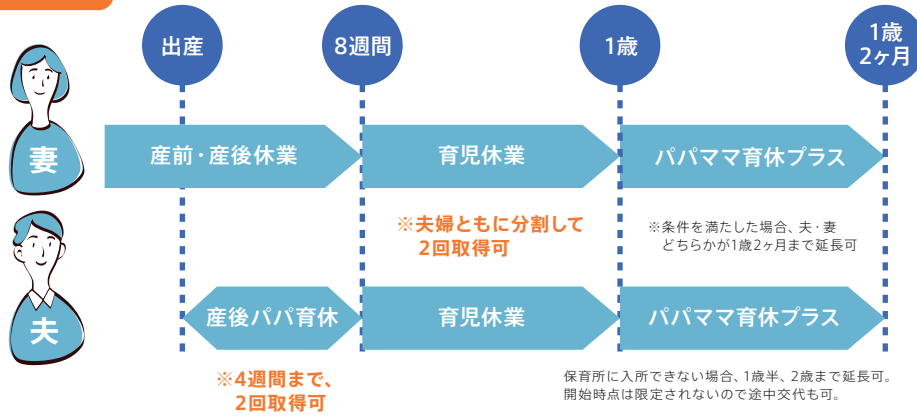 出産
8週間
1歳
1歳
2ヶ月
妻
産前・産後休業
育児休業
パパママ育休プラス
※夫婦ともに分割して
2回取得可
※条件を満たした場合、夫・妻
どちらかが1歳2ヶ月まで延長可
夫
産後パパ育休
育児休業
パパママ育休プラス
※4週間まで、
2回取得可
保育所に入所できない場合、1歳半、2歳まで延長可。
開始時点は限定されないので途中交代も可。